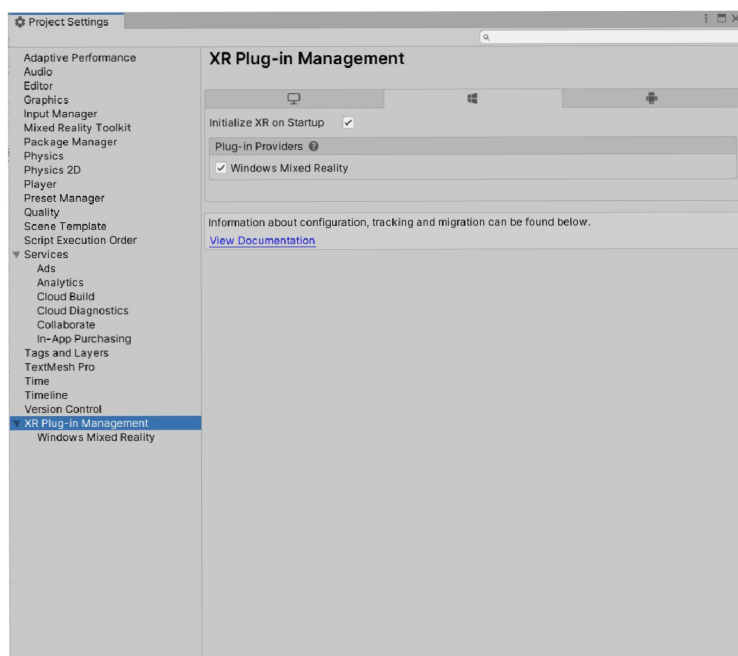 Project Settings
Adaptive Performance
Audio
Editor
Graphics
Input Manager
Mixed Reality Toolkit
Package Manager
Physics
Physics 2D
Player
Preset Manager
Quality
Scene Template
Script Execution Order
Services
Ads
Analytics
Cloud Build
Cloud Diagnostics
Collaborate
In-App Purchasing
Tags and Layers
TextMesh Pro
Time
Timeline
Version Control
XR Plug-in Management
Windows Mixed Reality
XR Plug-in Management
Initialize XR on Startup
Plug-in Providers
Windows Mixed Reality
Information about configuration, tracking and migration can be found below.
View Documentation